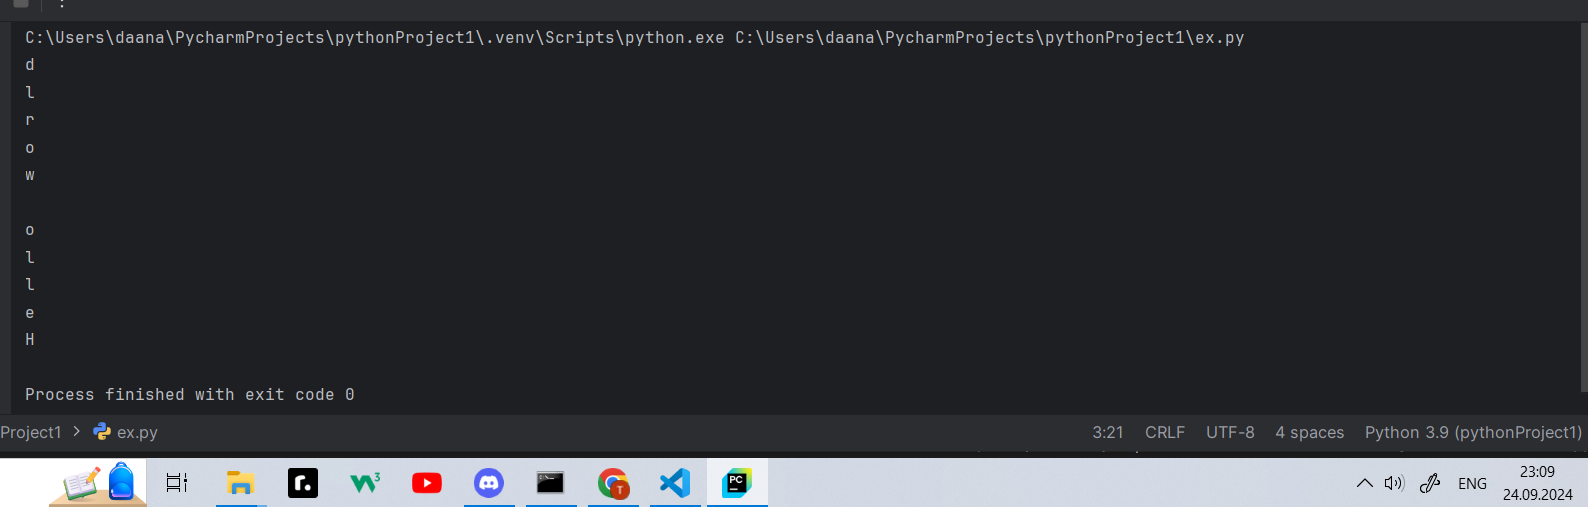 C:\Users\daana\PycharmProjects\pythonProject1\.venv\Scripts\python.exe C:\Users\daana\PycharmProjects\pythonProject1\ex.py
d
l
r
o
w
o
l
l
e
H
Process finished with exit code 0
Project1 > ex.py 3:21 CRLF UTF-8 4 spaces Python 3.9 (pythonProject1)
r. W3 T PC ENG 23:09
24.09.2024